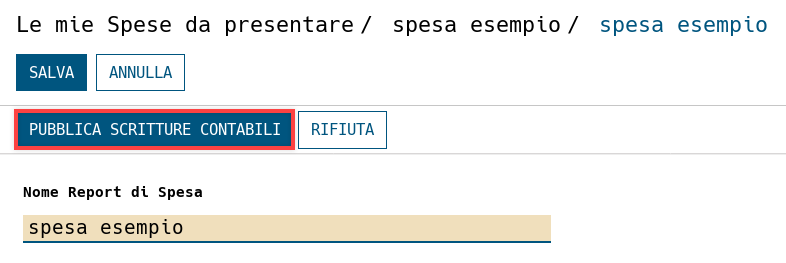 Le mie Spese da presentare / spesa esempio / spesa esempio
SALVA ANNULLA
PUBBLICA SCRITTURE CONTABILI RIFIUTA
Nome Report di Spesa
spesa esempio